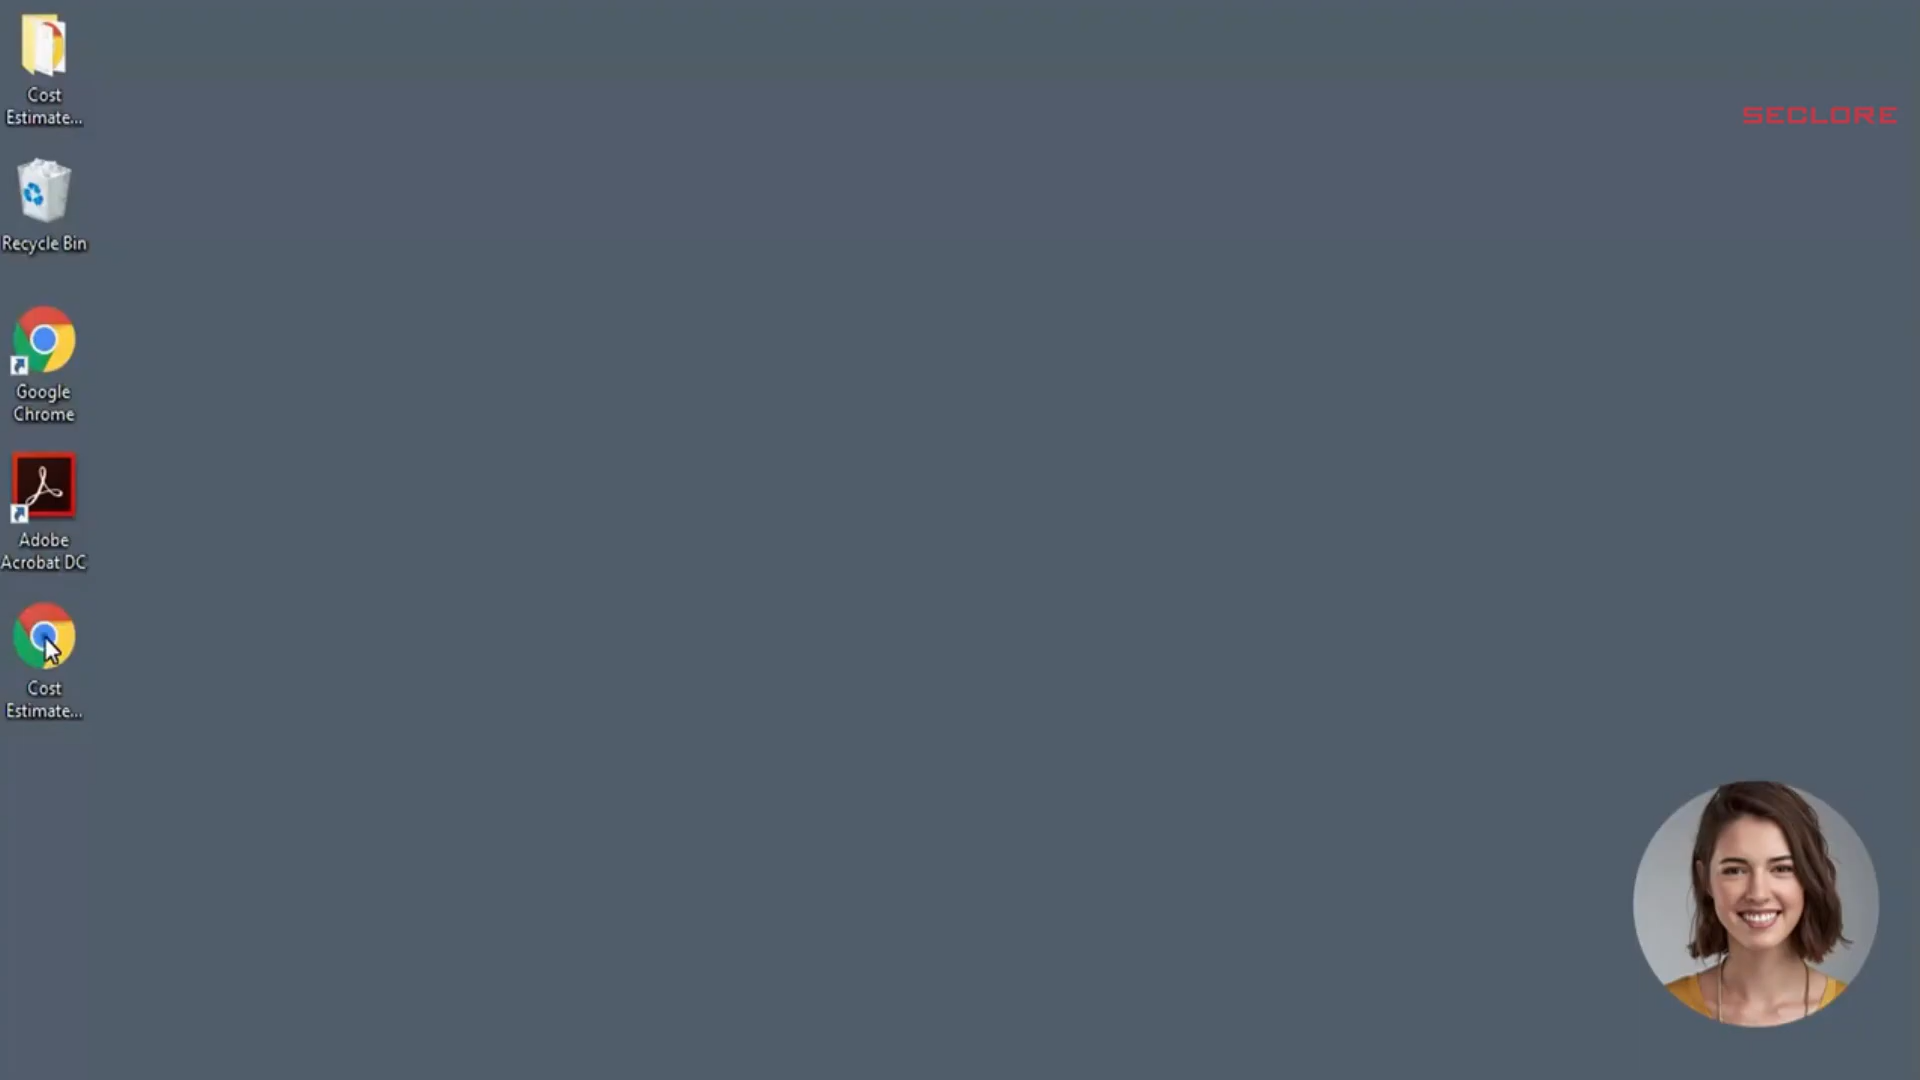 Cost
Estimate...
SECLORE
Recycle Bin
Google
Chrome
Adobe
Acrobat DC
Cost
Estimate...